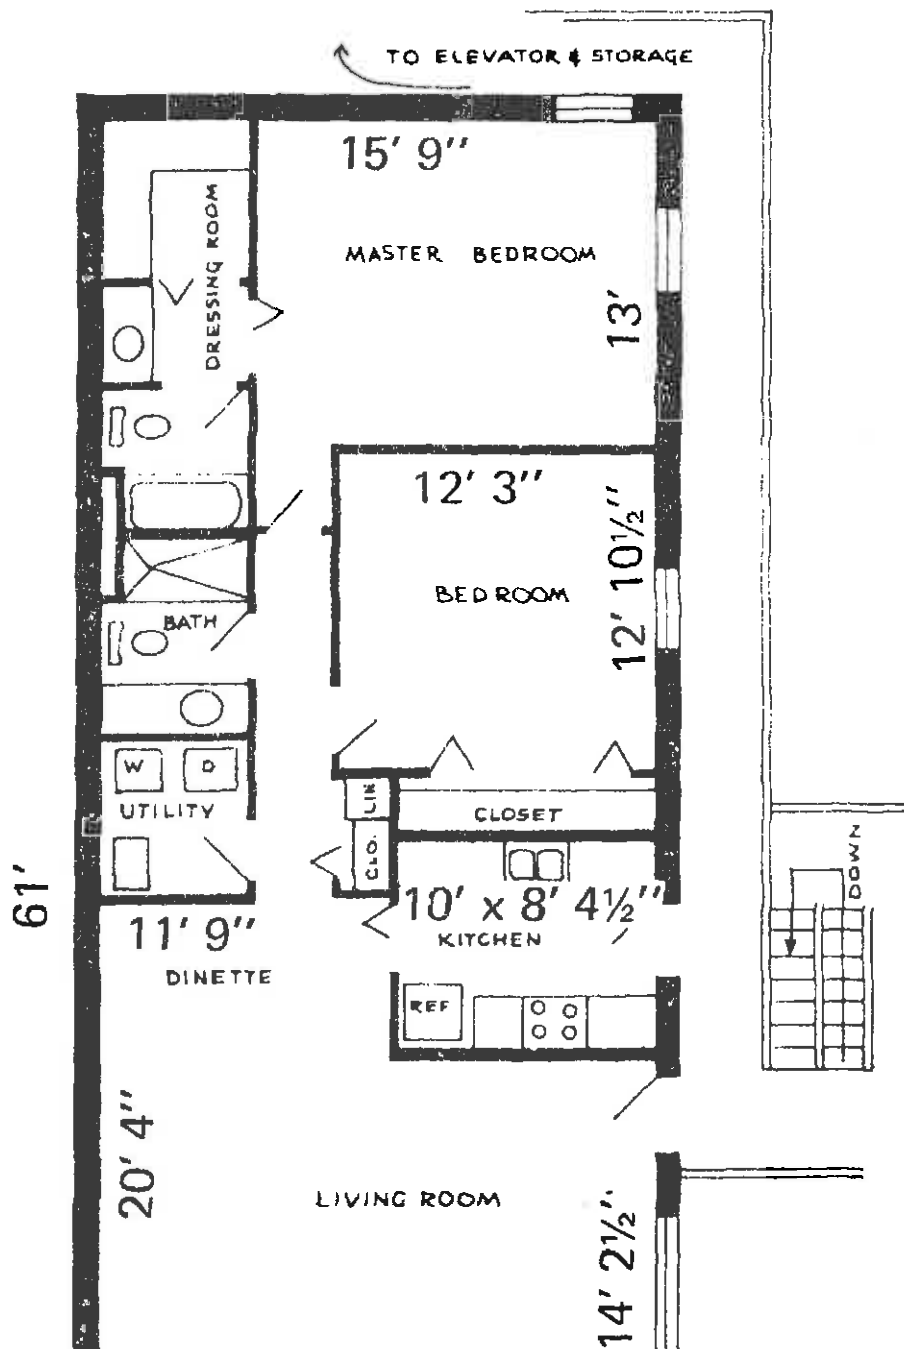 TO ELEVATOR & STORAGE
15' 9"
MASTER BEDROOM
DRESSING ROOM
13'
12' 3"
12' 10½"
BEDROOM
BATH
W
D
UTILITY
LIN
CLO.
CLOSET
DOWN
61'
10' x 8' 4½"
KITCHEN
11' 9"
DINETTE
REF
20' 4"
LIVING ROOM
14' 2½"